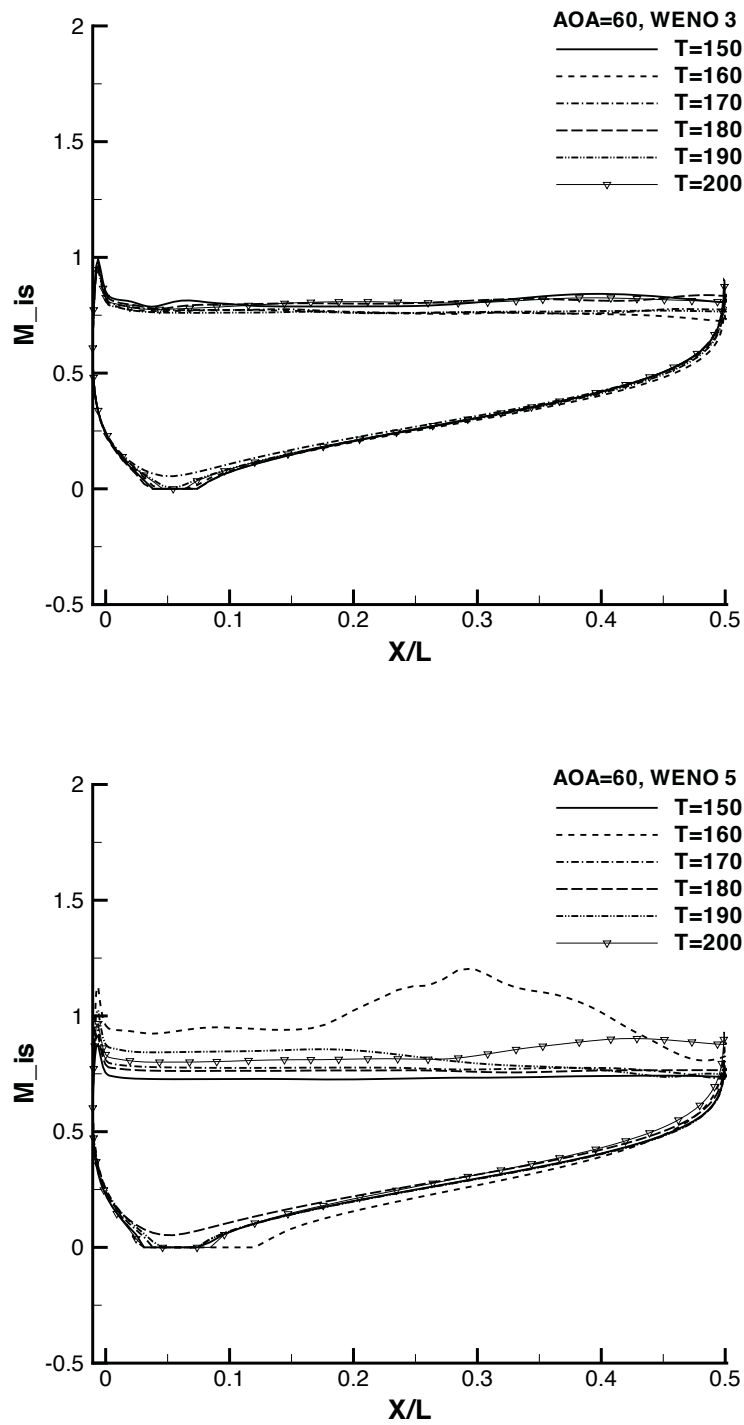 AOA=60, WENO 3
T=150
T=160
T=170
T=180
T=190
T=200
2
1.5
1
0.5
0
-0.5
M_is
0 0.1 0.2 0.3 0.4 0.5
X/L
AOA=60, WENO 5
T=150
T=160
T=170
T=180
T=190
T=200
2
1.5
1
0.5
0
-0.5
M_is
0 0.1 0.2 0.3 0.4 0.5
X/L